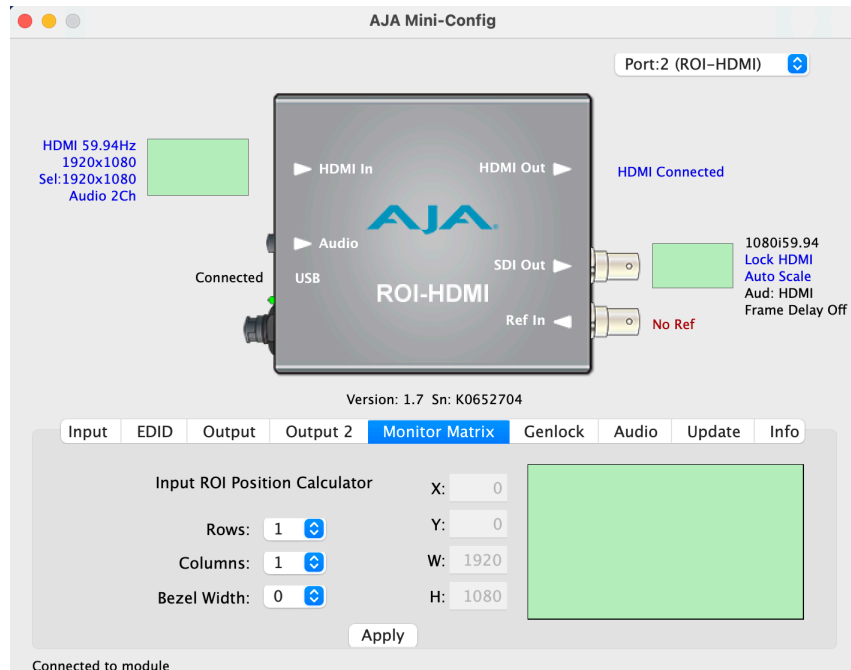 AJA Mini-Config
Port:2 (ROI-HDMI)
HDMI 59.94Hz
1920x1080
Sel:1920x1080
Audio 2Ch
HDMI In
HDMI Out
HDMI Connected
AJA
Audio
Connected
USB
SDI Out
ROI-HDMI
Ref In
1080i59.94
Lock HDMI
Auto Scale
Aud: HDMI
Frame Delay Off
No Ref
Version: 1.7 Sn: K0652704
Input EDID Output Output 2 Monitor Matrix Genlock Audio Update Info
Input ROI Position Calculator
Rows: 1
Columns: 1
Bezel Width: 0
X: 0
Y: 0
W: 1920
H: 1080
Apply
Connected to module